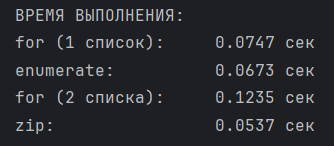 ВРЕМЯ ВЫПОЛНЕНИЯ:
for (1 список): 0.0747 сек
enumerate: 0.0673 сек
for (2 списка): 0.1235 сек
zip: 0.0537 сек